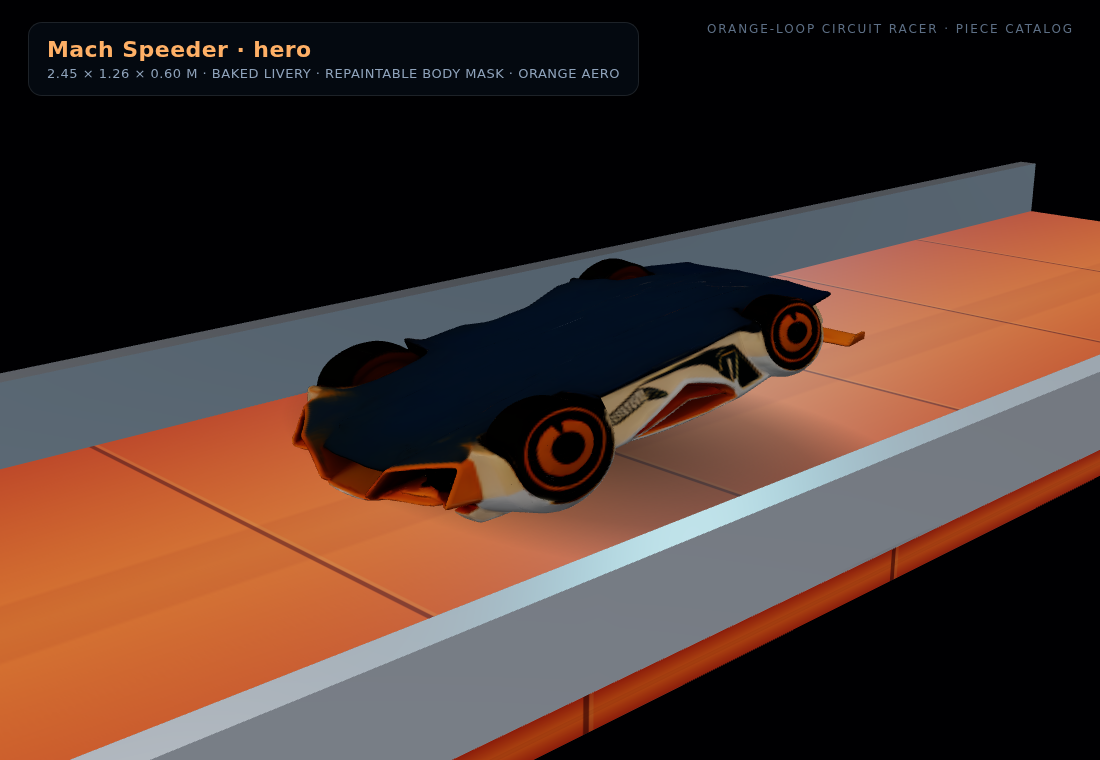 Mach Speeder · hero
2.45 × 1.26 × 0.60 M · BAKED LIVERY · REPAINTABLE BODY MASK · ORANGE AERO
ORANGE-LOOP CIRCUIT RACER · PIECE CATALOG